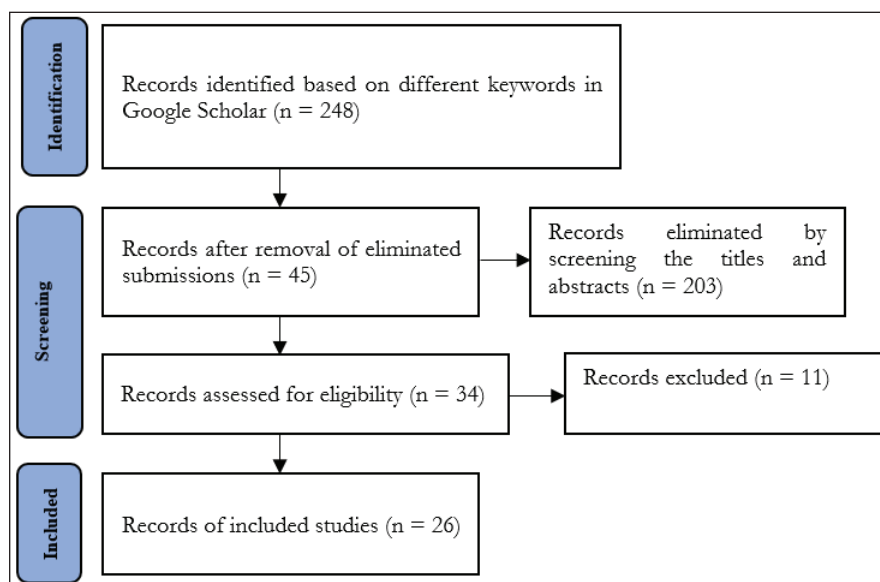 Identification
Records identified based on different keywords in
Google Scholar (n = 248)
Screening
Records after removal of eliminated
submissions (n = 45)
Records eliminated by
screening the titles and
abstracts (n = 203)
Records assessed for eligibility (n = 34)
Records excluded (n = 11)
Included
Records of included studies (n = 26)